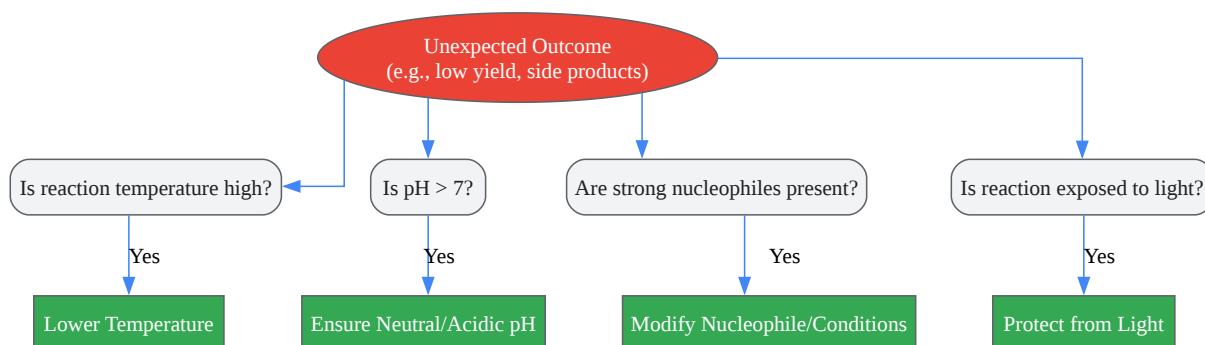 Unexpected Outcome
(e.g., low yield, side products)
Is reaction temperature high?
Is pH > 7?
Are strong nucleophiles present?
Is reaction exposed to light?
Yes
Yes
Yes
Yes
Lower Temperature
Ensure Neutral/Acidic pH
Modify Nucleophile/Conditions
Protect from Light